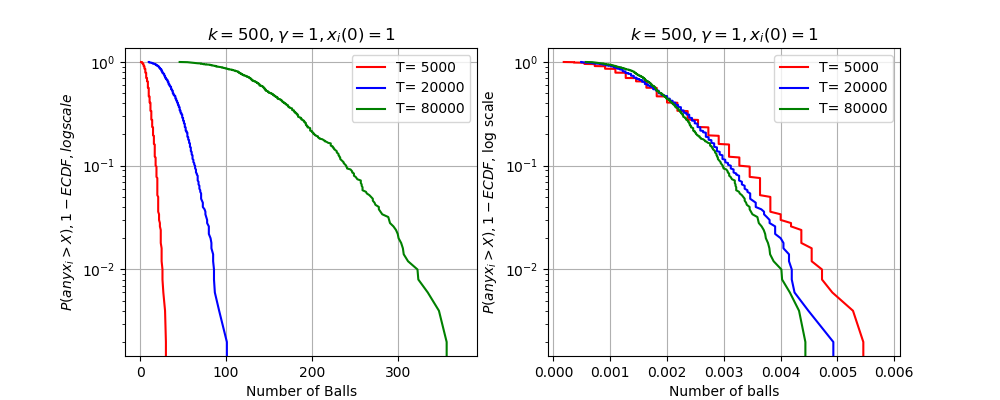 k = 500, γ = 1, x_i(0) = 1
P(anyx_i > X), 1 − ECDF, logscale
10^0
10^−1
10^−2
T= 5000
T= 20000
T= 80000
0 100 200 300
Number of Balls
k = 500, γ = 1, x_i(0) = 1
P(anyx_i > X), 1 − ECDF, log scale
10^0
10^−1
10^−2
T= 5000
T= 20000
T= 80000
0.000 0.001 0.002 0.003 0.004 0.005 0.006
Number of balls